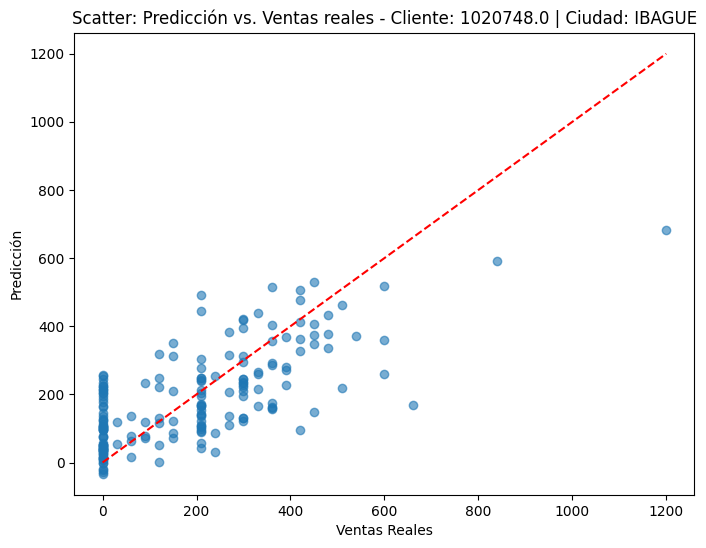 Scatter: Predicción vs. Ventas reales - Cliente: 1020748.0 | Ciudad: IBAGUE
1200
1000
800
600
400
200
0
Predicción
0 200 400 600 800 1000 1200
Ventas Reales